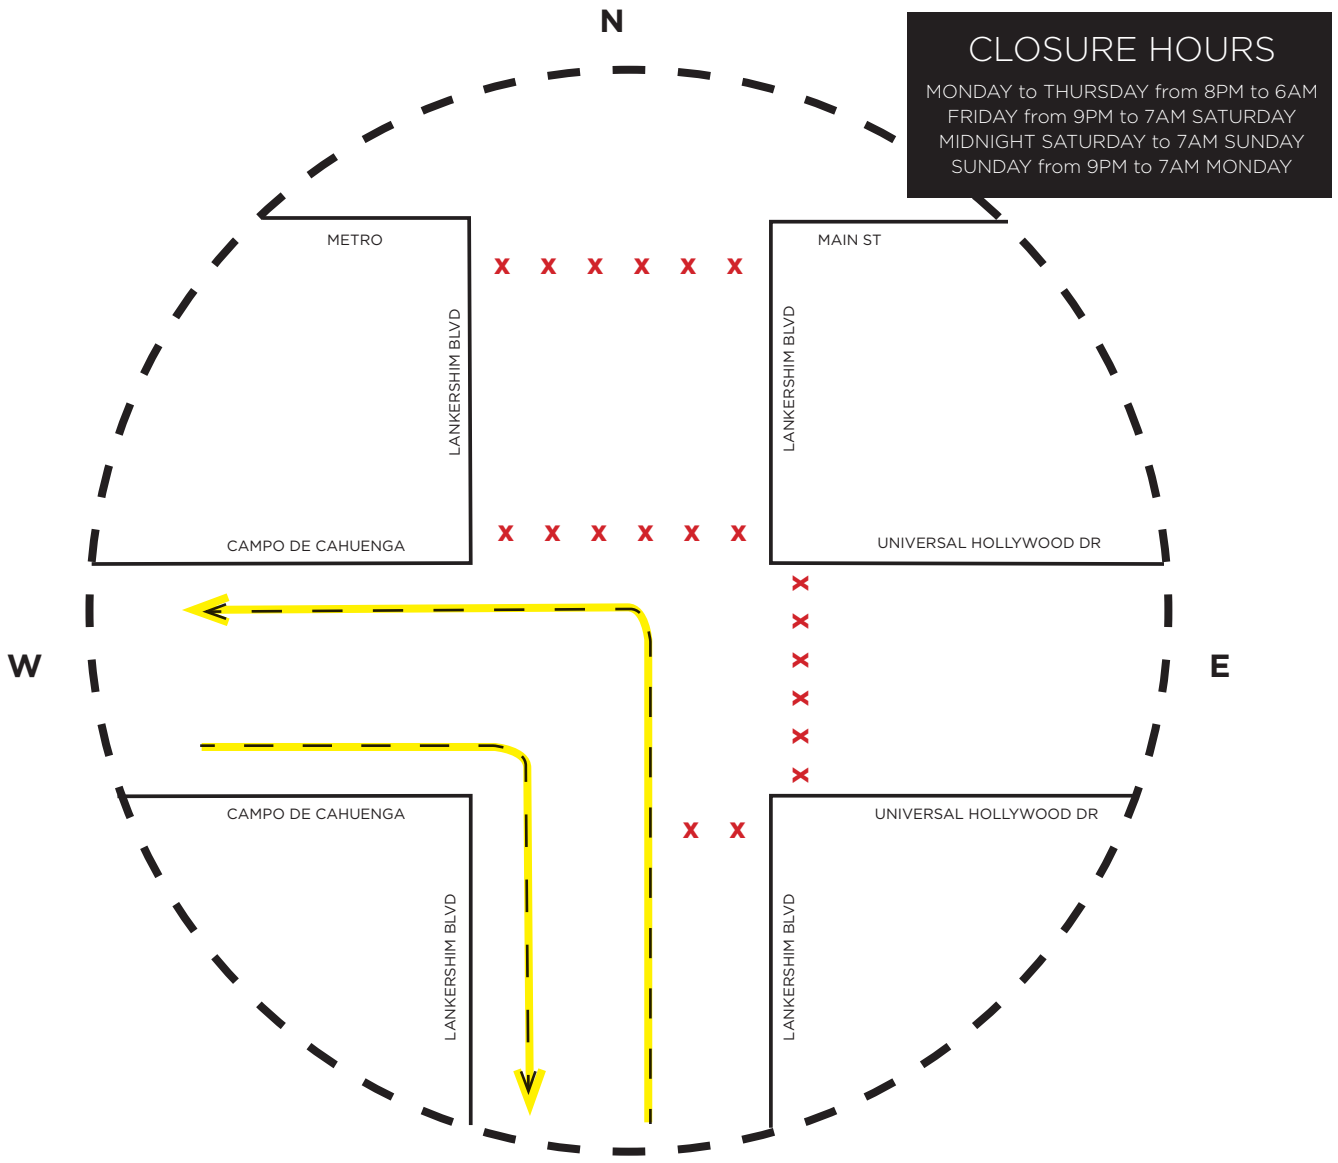 N
CLOSURE HOURS
MONDAY to THURSDAY from 8PM to 6AM
FRIDAY from 9PM to 7AM SATURDAY
MIDNIGHT SATURDAY to 7AM SUNDAY
SUNDAY from 9PM to 7AM MONDAY
METRO
MAIN ST
X X X X X X
LANKERSHIM BLVD
LANKERSHIM BLVD
X X X X X X
CAMPO DE CAHUENGA
UNIVERSAL HOLLYWOOD DR
X X X X X X
W
E
CAMPO DE CAHUENGA
UNIVERSAL HOLLYWOOD DR
X X
LANKERSHIM BLVD
LANKERSHIM BLVD